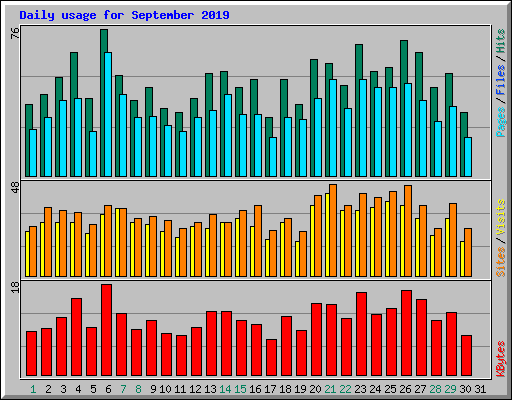 Daily usage for September 2019
76
48
18
Pages / Files / Hits
Sites / Visits
KBytes
1 2 3 4 5 6 7 8 9 10 11 12 13 14 15 16 17 18 19 20 21 22 23 24 25 26 27 28 29 30 31